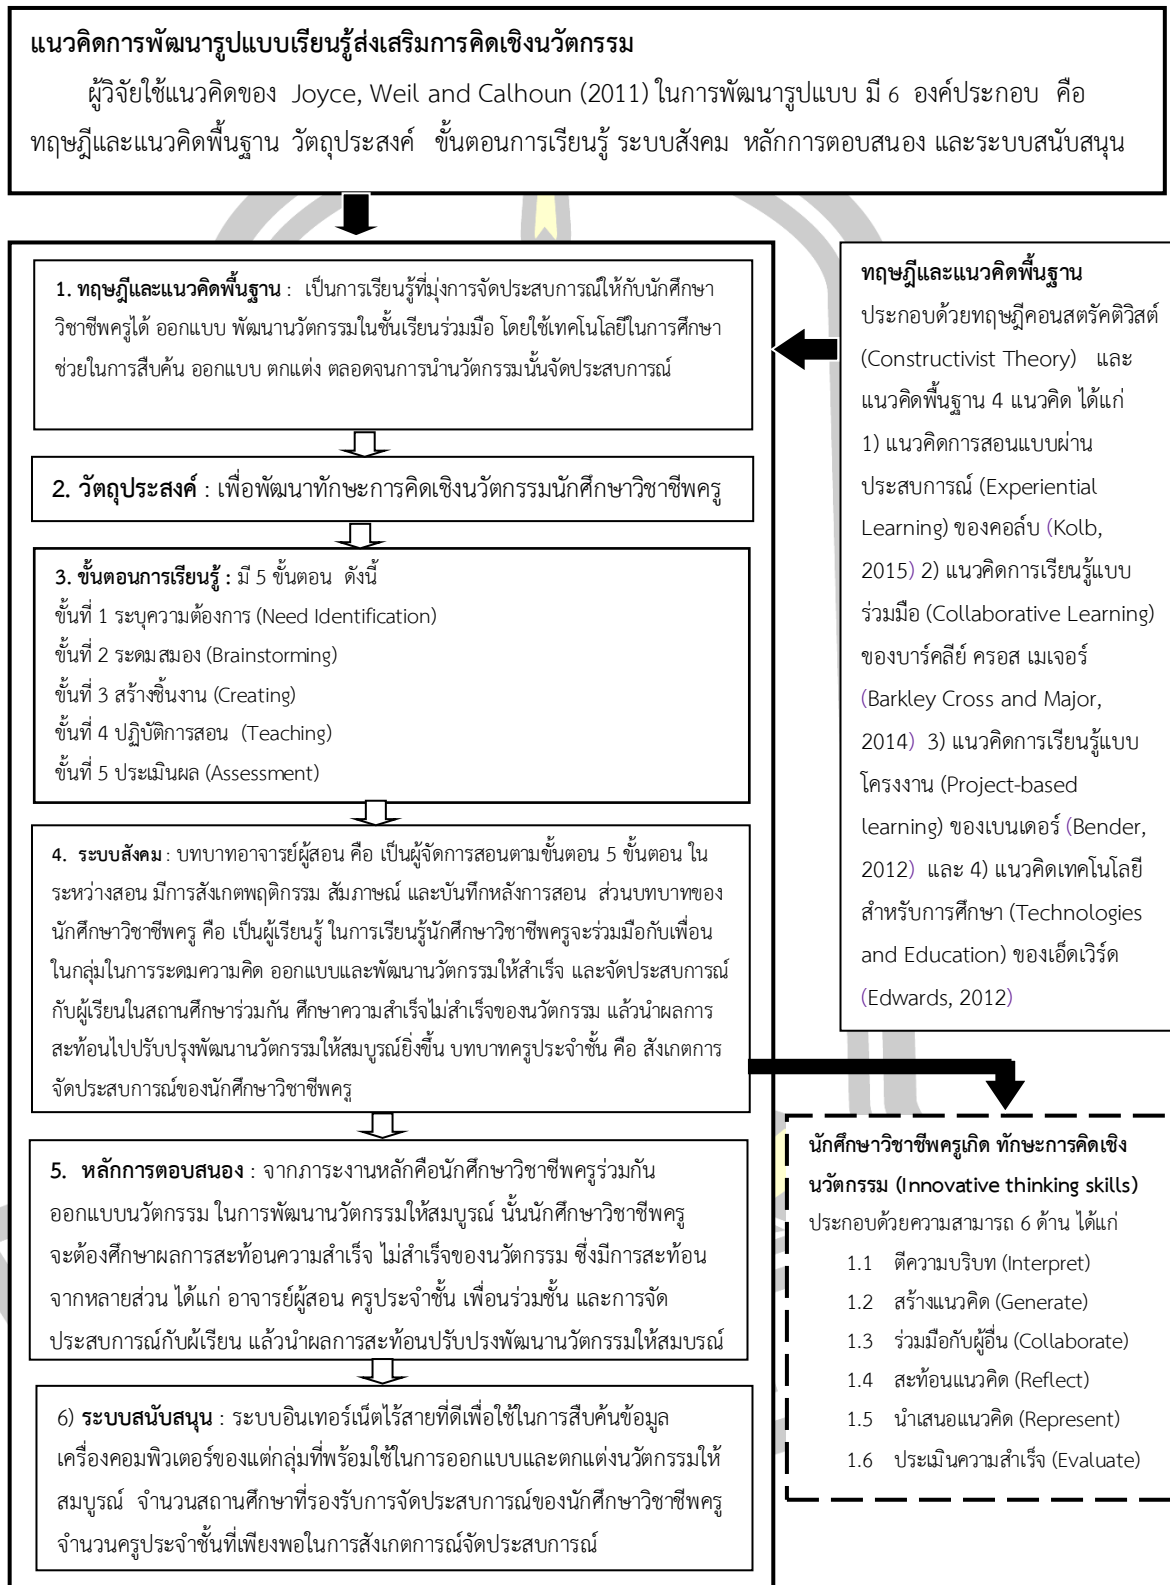 แนวคิดการพัฒนารูปแบบเรียนรู้ส่งเสริมการคิดเชิงนวัตกรรม
ผู้วิจัยใช้แนวคิดของ Joyce, Weil and Calhoun (2011) ในการพัฒนารูปแบบ มี 6 องค์ประกอบ คือ
ทฤษฎีและแนวคิดพื้นฐาน วัตถุประสงค์ ขั้นตอนการเรียนรู้ ระบบสังคม หลักการตอบสนอง และระบบสนับสนุน
1. ทฤษฎีและแนวคิดพื้นฐาน : เป็นการเรียนรู้ที่มุ่งการจัดประสบการณ์ให้กับนักศึกษา
วิชาชีพครูได้ ออกแบบ พัฒนานวัตกรรมในชั้นเรียนร่วมมือ โดยใช้เทคโนโลยีในการศึกษา
ช่วยในการสืบค้น ออกแบบ ตกแต่ง ตลอดจนการนำนวัตกรรมนั้นจัดประสบการณ์
2. วัตถุประสงค์ : เพื่อพัฒนาทักษะการคิดเชิงนวัตกรรมนักศึกษาวิชาชีพครู
3. ขั้นตอนการเรียนรู้ : มี 5 ขั้นตอน ดังนี้
ขั้นที่ 1 ระบุความต้องการ (Need Identification)
ขั้นที่ 2 ระดมสมอง (Brainstorming)
ขั้นที่ 3 สร้างชิ้นงาน (Creating)
ขั้นที่ 4 ปฏิบัติการสอน (Teaching)
ขั้นที่ 5 ประเมินผล (Assessment)
4. ระบบสังคม : บทบาทอาจารย์ผู้สอน คือ เป็นผู้จัดการสอนตามขั้นตอน 5 ขั้นตอน ใน
ระหว่างสอน มีการสังเกตพฤติกรรม สัมภาษณ์ และบันทึกหลังการสอน ส่วนบทบาทของ
นักศึกษาวิชาชีพครู คือ เป็นผู้เรียนรู้ ในการเรียนรู้นักศึกษาวิชาชีพครูจะร่วมมือกับเพื่อน
ในกลุ่มในการระดมความคิด ออกแบบและพัฒนานวัตกรรมให้สำเร็จ และจัดประสบการณ์
กับผู้เรียนในสถานศึกษาร่วมกัน ศึกษาความสำเร็จไม่สำเร็จของนวัตกรรม แล้วนำผลการ
สะท้อนไปปรับปรุงพัฒนานวัตกรรมให้สมบูรณ์ยิ่งขึ้น บทบาทครูประจำชั้น คือ สังเกตการ
จัดประสบการณ์ของนักศึกษาวิชาชีพครู
5. หลักการตอบสนอง : จากภาระงานหลักคือนักศึกษาวิชาชีพครูร่วมกัน
ออกแบบนวัตกรรม ในการพัฒนานวัตกรรมให้สมบูรณ์ นั้นนักศึกษาวิชาชีพครู
จะต้องศึกษาผลการสะท้อนความสำเร็จ ไม่สำเร็จของนวัตกรรม ซึ่งมีการสะท้อน
จากหลายส่วน ได้แก่ อาจารย์ผู้สอน ครูประจำชั้น เพื่อนร่วมชั้น และการจัด
ประสบการณ์กับผู้เรียน แล้วนำผลการสะท้อนปรับปรุงพัฒนานวัตกรรมให้สมบูรณ์
6) ระบบสนับสนุน : ระบบอินเทอร์เน็ตไร้สายที่ดีเพื่อใช้ในการสืบค้นข้อมูล
เครื่องคอมพิวเตอร์ของแต่กลุ่มที่พร้อมใช้ในการออกแบบและตกแต่งนวัตกรรมให้
สมบูรณ์ จำนวนสถานศึกษาที่รองรับการจัดประสบการณ์ของนักศึกษาวิชาชีพครู
จำนวนครูประจำชั้นที่เพียงพอในการสังเกตการณ์จัดประสบการณ์
ทฤษฎีและแนวคิดพื้นฐาน
ประกอบด้วยทฤษฎีคอนสตรัคติวิสต์
(Constructivist Theory) และ
แนวคิดพื้นฐาน 4 แนวคิด ได้แก่
1) แนวคิดการสอนแบบผ่าน
ประสบการณ์ (Experiential
Learning) ของคอล์บ (Kolb,
2015) 2) แนวคิดการเรียนรู้แบบ
ร่วมมือ (Collaborative Learning)
ของบาร์คลีย์ ครอส เมเจอร์
(Barkley Cross and Major,
2014) 3) แนวคิดการเรียนรู้แบบ
โครงงาน (Project-based
learning) ของเบนเดอร์ (Bender,
2012) และ 4) แนวคิดเทคโนโลยี
สำหรับการศึกษา (Technologies
and Education) ของเอ็ดเวิร์ด
(Edwards, 2012)
นักศึกษาวิชาชีพครูเกิด ทักษะการคิดเชิง
นวัตกรรม (Innovative thinking skills)
ประกอบด้วยความสามารถ 6 ด้าน ได้แก่
1.1 ตีความบริบท (Interpret)
1.2 สร้างแนวคิด (Generate)
1.3 ร่วมมือกับผู้อื่น (Collaborate)
1.4 สะท้อนแนวคิด (Reflect)
1.5 นำเสนอแนวคิด (Represent)
1.6 ประเมินความสำเร็จ (Evaluate)